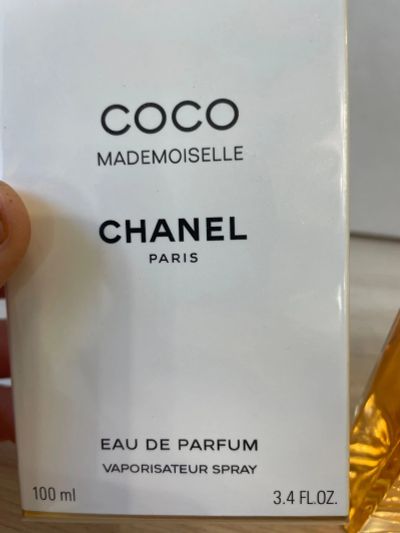 COCO
MADEMOISELLE
CHANEL
PARIS
EAU DE PARFUM
VAPORISATEUR SPRAY
100 ml 3.4 FL.OZ.